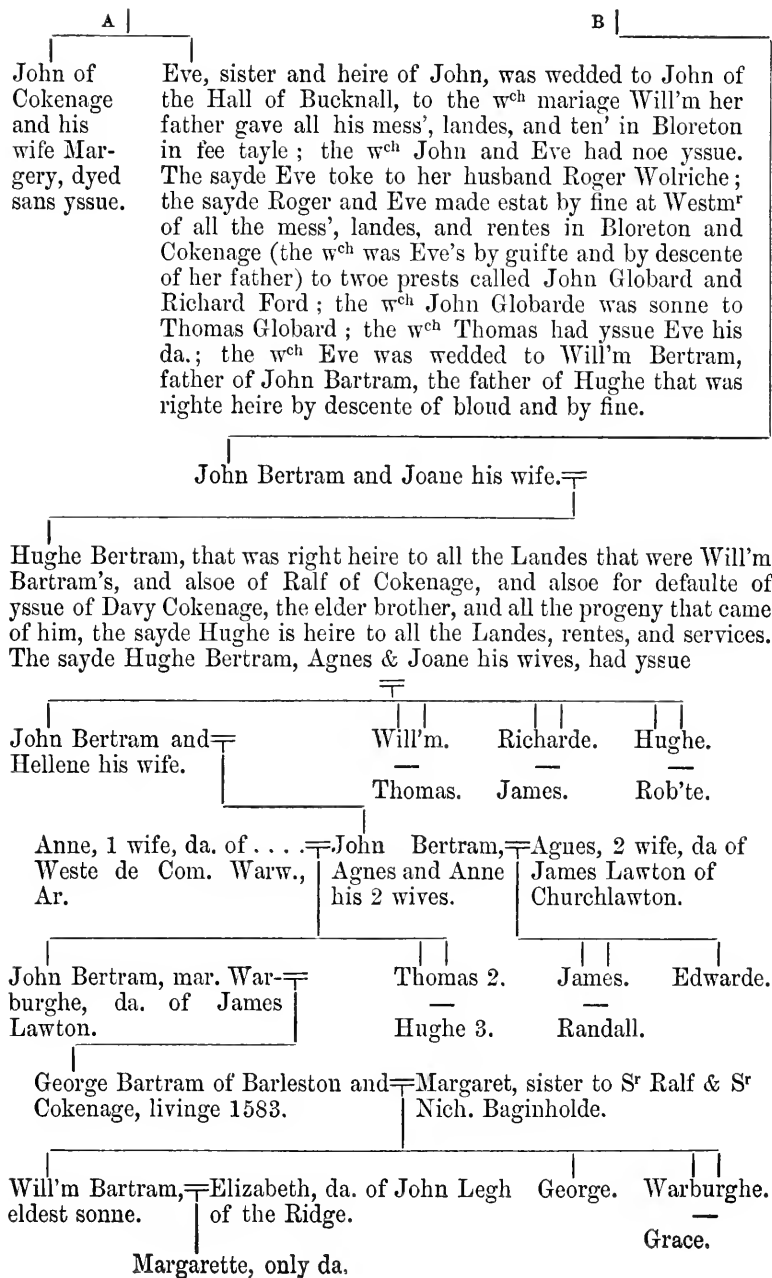 A B
John of
Cokenage
and his
wife Mar-
gery, dyed
sans yssue.
Eve, sister and heire of John, was wedded to John of
the Hall of Bucknall, to the wch mariage Will'm her
father gave all his mess', landes, and ten' in Bloreton
in fee tayle ; the wch John and Eve had noe yssue.
The sayde Eve toke to her husband Roger Wolriche ;
the sayde Roger and Eve made estat by fine at Westmr
of all the mess', landes, and rentes in Bloreton and
Cokenage (the wch was Eve's by guifte and by descente
of her father) to twoe prests called John Globard and
Richard Ford ; the wch John Globarde was sonne to
Thomas Globard ; the wch Thomas had yssue Eve his
da.; the wch Eve was wedded to Will'm Bertram,
father of John Bartram, the father of Hughe that was
righte heire by descente of bloud and by fine.
John Bertram and Joane his wife.
Hughe Bertram, that was right heire to all the Landes that were Will'm
Bartram's, and alsoe of Ralf of Cokenage, and alsoe for defaulte of
yssue of Davy Cokenage, the elder brother, and all the progeny that came
of him, the sayde Hughe is heire to all the Landes, rentes, and services.
The sayde Hughe Bertram, Agnes & Joane his wives, had yssue
John Bertram and
Hellene his wife.
Will'm.
Thomas.
Richarde.
James.
Hughe.
Rob'te.
Anne, 1 wife, da. of . . . .
Weste de Com. Warw.,
Ar.
John Bertram,
Agnes and Anne
his 2 wives.
Agnes, 2 wife, da of
James Lawton of
Churchlawton.
John Bertram, mar. War-
burghe, da. of James
Lawton.
Thomas 2.
Hughe 3.
James.
Randall.
Edwarde.
George Bartram of Barleston and
Cokenage, livinge 1583.
Margaret, sister to Sr Ralf & Sr
Nich. Baginholde.
Will'm Bartram,
eldest sonne.
Elizabeth, da. of John Legh
of the Ridge.
George.
Warburghe.
Grace.
Margarette, only da.